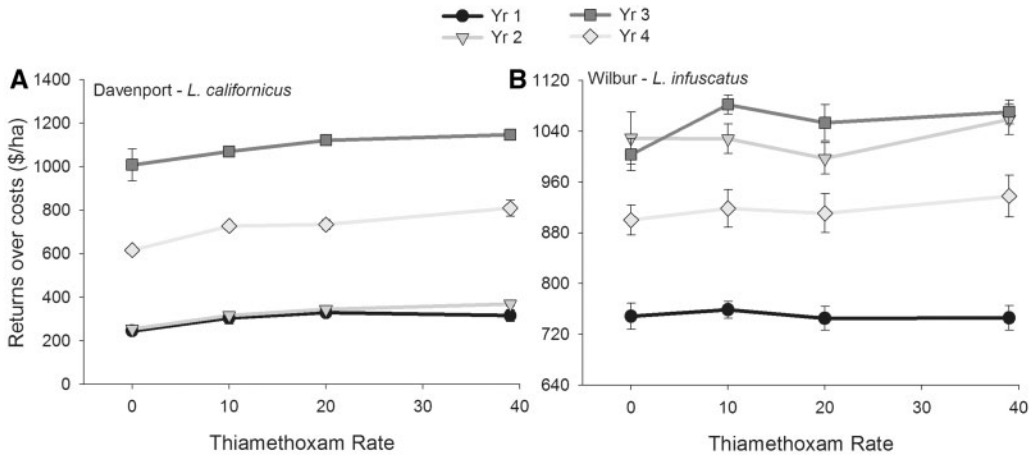 Yr 1
Yr 3
Yr 2
Yr 4
A
Davenport - L. californicus
1400
1200
1000
800
600
400
200
0
Returns over costs ($/ha)
0 10 20 30 40
Thiamethoxam Rate
B
Wilbur - L. infuscatus
1120
1040
960
880
800
720
640
0 10 20 30 40
Thiamethoxam Rate